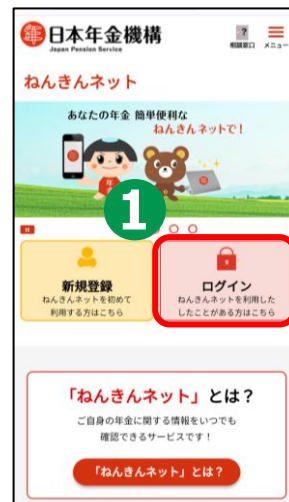 日本年金機構
Japan Pension Service
?
相談窓口
メニュー
ねんきんネット
あなたの年金 簡単便利な
ねんきんネットで!
1
新規登録
ねんきんネットを初めて
利用する方はこちら
ログイン
ねんきんネットを利用した
したことがある方はこちら
「ねんきんネット」とは?
ご自身の年金に関する情報をいつでも
確認できるサービスです!
「ねんきんネット」とは?